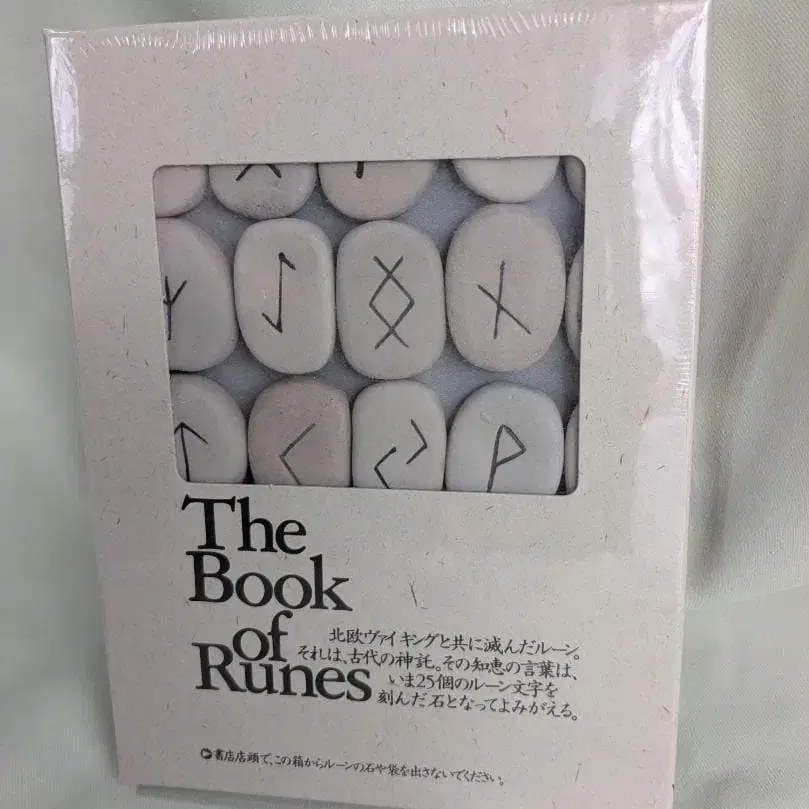 The
Book
of
Runes
北欧ヴァイキングと共に滅んだルーン。
それは、古代の神託。その知恵の言葉は、
いま25個のルーン文字を
刻んだ石となってよみがえる。
書店店頭で、この箱からルーンの石や袋を出さないでください。